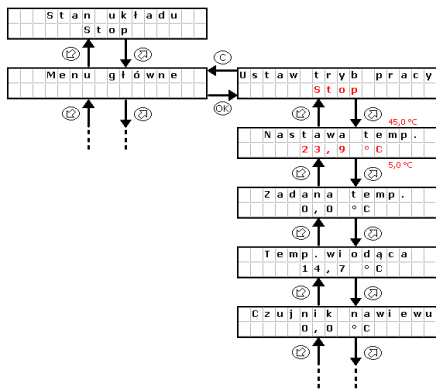 Stan układu
Stop
C
Menu główne
OK
Ustaw tryb pracy
Stop
45,0 °C
Nastawa temp.
23,9 °C
5,0 °C
Zadana temp.
0,0 °C
Temp.wiodąca
14,7 °C
Czujnik nawiewu
0,0 °C